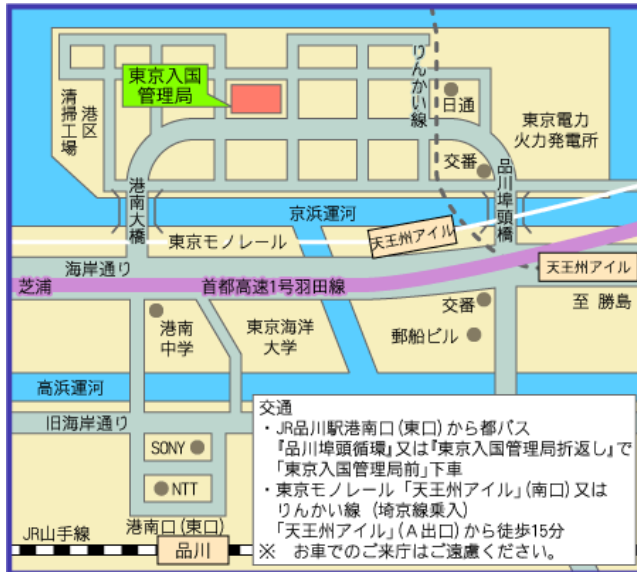 東京入国
管理局
港区
清掃工場
りんかい線
日通
東京電力
火力発電所
交番
港南大橋
品川埠頭橋
京浜運河
東京モノレール
天王州アイル
天王州アイル
海岸通り
芝浦
首都高速1号羽田線
至 勝島
港南
中学
東京海洋
大学
交番
郵船ビル
高浜運河
旧海岸通り
SONY
NTT
港南口(東口)
JR山手線
品川
交通
・JR品川駅港南口(東口)から都バス
『品川埠頭循環』又は『東京入国管理局折返し』で
「東京入国管理局前」下車
・東京モノレール「天王州アイル」(南口)又は
りんかい線 (埼京線乗入)
「天王州アイル」(A出口)から徒歩15分
※ お車でのご来庁はご遠慮ください。